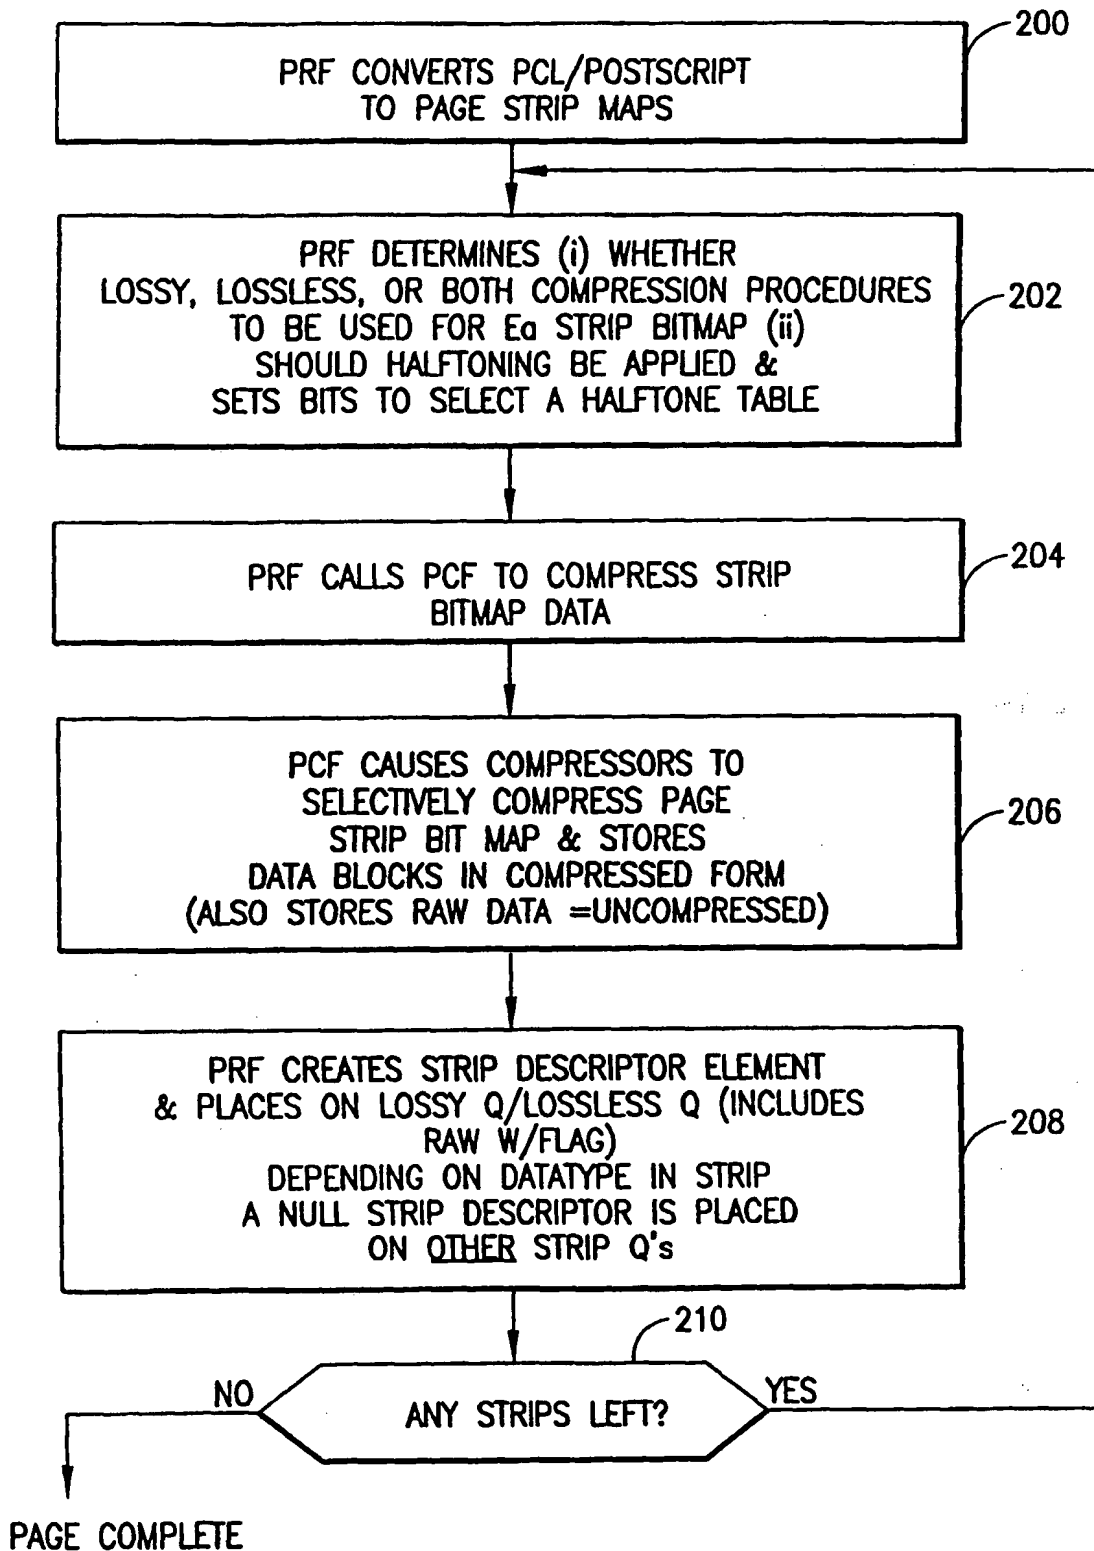 200
PRF CONVERTS PCL/POSTSCRIPT
TO PAGE STRIP MAPS
PRF DETERMINES (i) WHETHER
LOSSY, LOSSLESS, OR BOTH COMPRESSION PROCEDURES
TO BE USED FOR Ea STRIP BITMAP (ii)
SHOULD HALFTONING BE APPLIED &
SETS BITS TO SELECT A HALFTONE TABLE
202
PRF CALLS PCF TO COMPRESS STRIP
BITMAP DATA
204
PCF CAUSES COMPRESSORS TO
SELECTIVELY COMPRESS PAGE
STRIP BIT MAP & STORES
DATA BLOCKS IN COMPRESSED FORM
(ALSO STORES RAW DATA =UNCOMPRESSED)
206
PRF CREATES STRIP DESCRIPTOR ELEMENT
& PLACES ON LOSSY Q/LOSSLESS Q (INCLUDES
RAW W/FLAG)
DEPENDING ON DATATYPE IN STRIP
A NULL STRIP DESCRIPTOR IS PLACED
ON OTHER STRIP Q's
208
210
NO
ANY STRIPS LEFT?
YES
PAGE COMPLETE